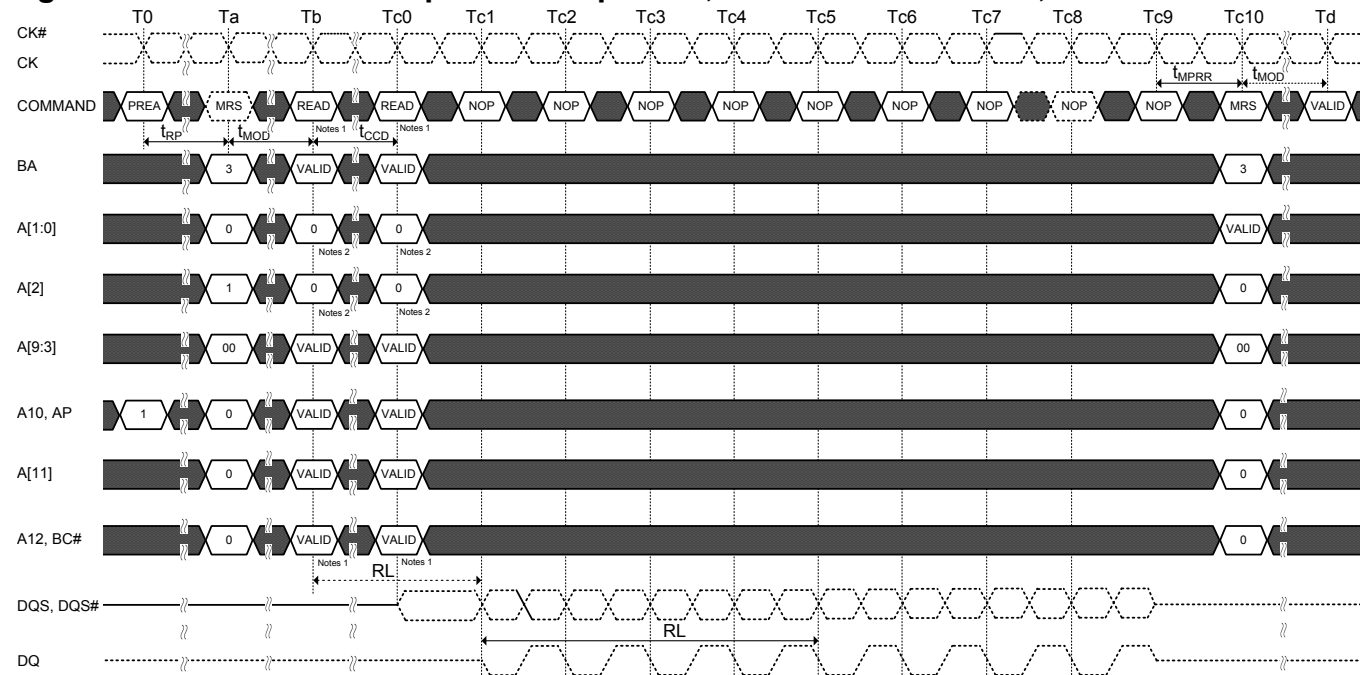 T0 Ta Tb Tc0 Tc1 Tc2 Tc3 Tc4 Tc5 Tc6 Tc7 Tc8 Tc9 Tc10 Td
CK#
CK
tMPRR tMOD
COMMAND PREA MRS READ READ NOP NOP NOP NOP NOP NOP NOP NOP NOP MRS VALID
Notes 1 Notes 1
tRP tMOD tCCD
BA 3 VALID VALID 3
A[1:0] 0 0 0 VALID
Notes 2 Notes 2
A[2] 1 0 0 0
Notes 2 Notes 2
A[9:3] 00 VALID VALID 00
A10, AP 1 0 VALID VALID 0
A[11] 0 VALID VALID 0
A12, BC# 0 VALID VALID 0
Notes 1 Notes 1
RL
DQS, DQS#
RL
DQ